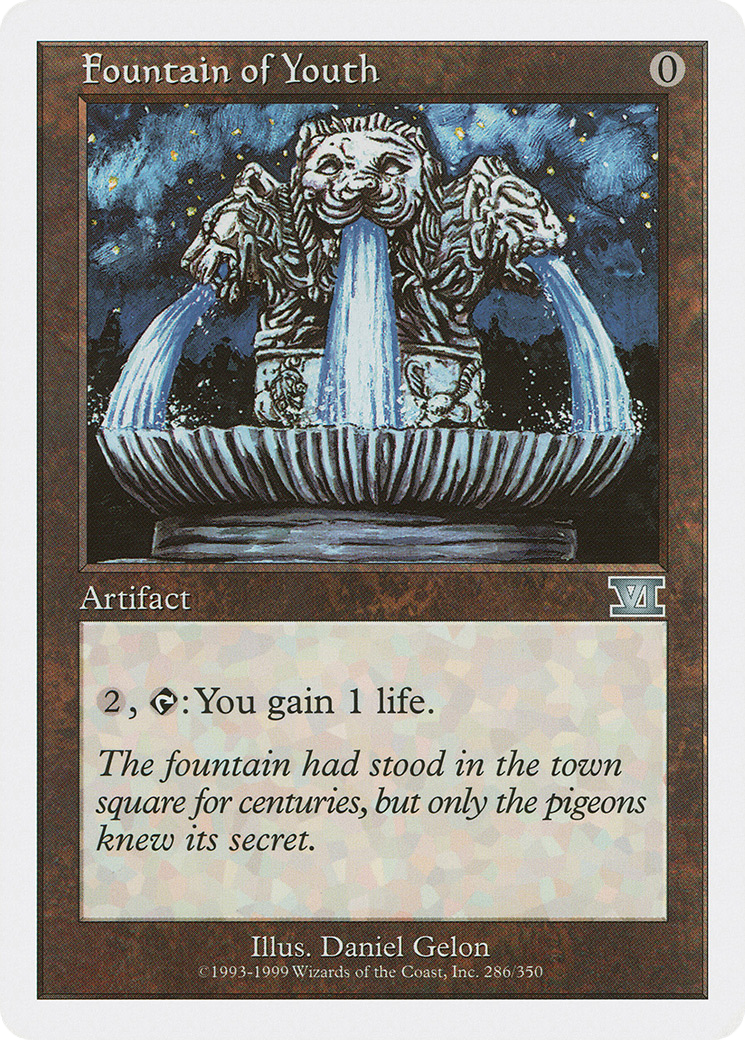 Fountain of Youth 0
Artifact VI
2, : You gain 1 life.
The fountain had stood in the town
square for centuries, but only the pigeons
knew its secret.
Illus. Daniel Gelon
©1993-1999 Wizards of the Coast, Inc. 286/350